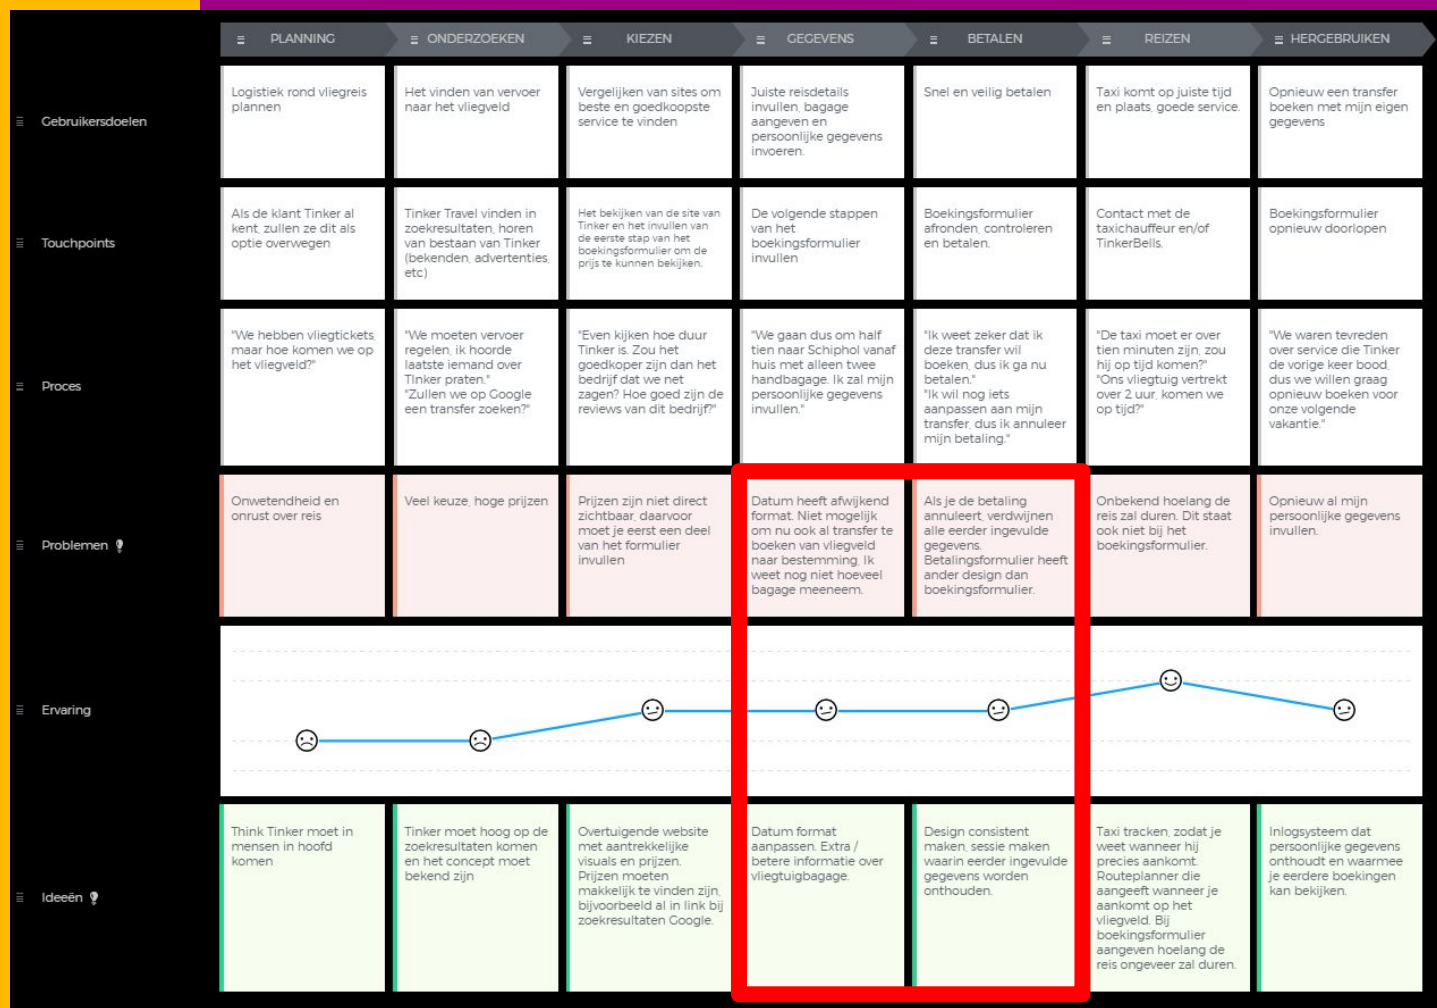 PLANNING
ONDERZOEKEN
KIEZEN
GEGEVENS
BETALEN
REIZEN
HERGEBRUIKEN
Gebruikersdoelen
Logistiek rond vliegreis
plannen
Het vinden van vervoer
naar het vliegveld
Vergelijken van sites om
beste en goedkoopste
service te vinden
Juiste reisdetails
invullen, bagage
aangeven en
persoonlijke gegevens
invoeren.
Snel en veilig betalen
Taxi komt op juiste tijd
en plaats, goede service.
Opnieuw een transfer
boeken met mijn eigen
gegevens
Touchpoints
Als de klant Tinker al
kent, zullen ze dit als
optie overwegen
Tinker Travel vinden in
zoekresultaten, horen
van bestaan van Tinker
(bekenden, advertenties,
etc)
Het bekijken van de site van
Tinker en het invullen van
de eerste stap van het
boekingsformulier om de
prijs te kunnen bekijken.
De volgende stappen
van het
boekingsformulier
invullen
Boekingsformulier
afronden, controleren
en betalen.
Contact met de
taxichauffeur en/of
TinkerBells.
Boekingsformulier
opnieuw doorlopen
Proces
"We hebben vliegtickets,
maar hoe komen we op
het vliegveld?"
"We moeten vervoer
regelen, ik hoorde
laatste iemand over
TInker praten."
"Zullen we op Google
een transfer zoeken?"
"Even kijken hoe duur
Tinker is. Zou het
goedkoper zijn dan het
bedrijf dat we net
zagen? Hoe goed zijn de
reviews van dit bedrijf?"
"We gaan dus om half
tien naar Schiphol vanaf
huis met alleen twee
handbagage. Ik zal mijn
persoonlijke gegevens
invullen."
"Ik weet zeker dat ik
deze transfer wil
boeken, dus ik ga nu
betalen."
"Ik wil nog iets
aanpassen aan mijn
transfer, dus ik annuleer
mijn betaling."
"De taxi moet er over
tien minuten zijn, zou
hij op tijd komen?"
"Ons vliegtuig vertrekt
over 2 uur, komen we
op tijd?"
"We waren tevreden
over service die Tinker
de vorige keer bood,
dus we willen graag
opnieuw boeken voor
onze volgende
vakantie."
Problemen
Onwetendheid en
onrust over reis
Veel keuze, hoge prijzen
Prijzen zijn niet direct
zichtbaar, daarvoor
moet je eerst een deel
van het formulier
invullen
Datum heeft afwijkend
format. Niet mogelijk
om nu ook al transfer te
boeken van vliegveld
naar bestemming. Ik
weet nog niet hoeveel
bagage meeneem.
Als je de betaling
annuleert, verdwijnen
alle eerder ingevulde
gegevens.
Betalingsformulier heeft
ander design dan
boekingsformulier.
Onbekend hoelang de
reis zal duren. Dit staat
ook niet bij het
boekingsformulier.
Opnieuw al mijn
persoonlijke gegevens
invullen.
Ervaring
Ideeën
Think Tinker moet in
mensen in hoofd
komen
Tinker moet hoog op de
zoekresultaten komen
en het concept moet
bekend zijn
Overtuigende website
met aantrekkelijke
visuals en prijzen.
Prijzen moeten
makkelijk te vinden zijn,
bijvoorbeeld al in link bij
zoekresultaten Google.
Datum format
aanpassen. Extra /
betere informatie over
vliegtuigbagage.
Design consistent
maken, sessie maken
waarin eerder ingevulde
gegevens worden
onthouden.
Taxi tracken, zodat je
weet wanneer hij
precies aankomt.
Routeplanner die
aangeeft wanneer je
aankomt op het
vliegveld. Bij
boekingsformulier
aangeven hoelang de
reis ongeveer zal duren.
Inlogsysteem dat
persoonlijke gegevens
onthoudt en waarmee
je eerdere boekingen
kan bekijken.